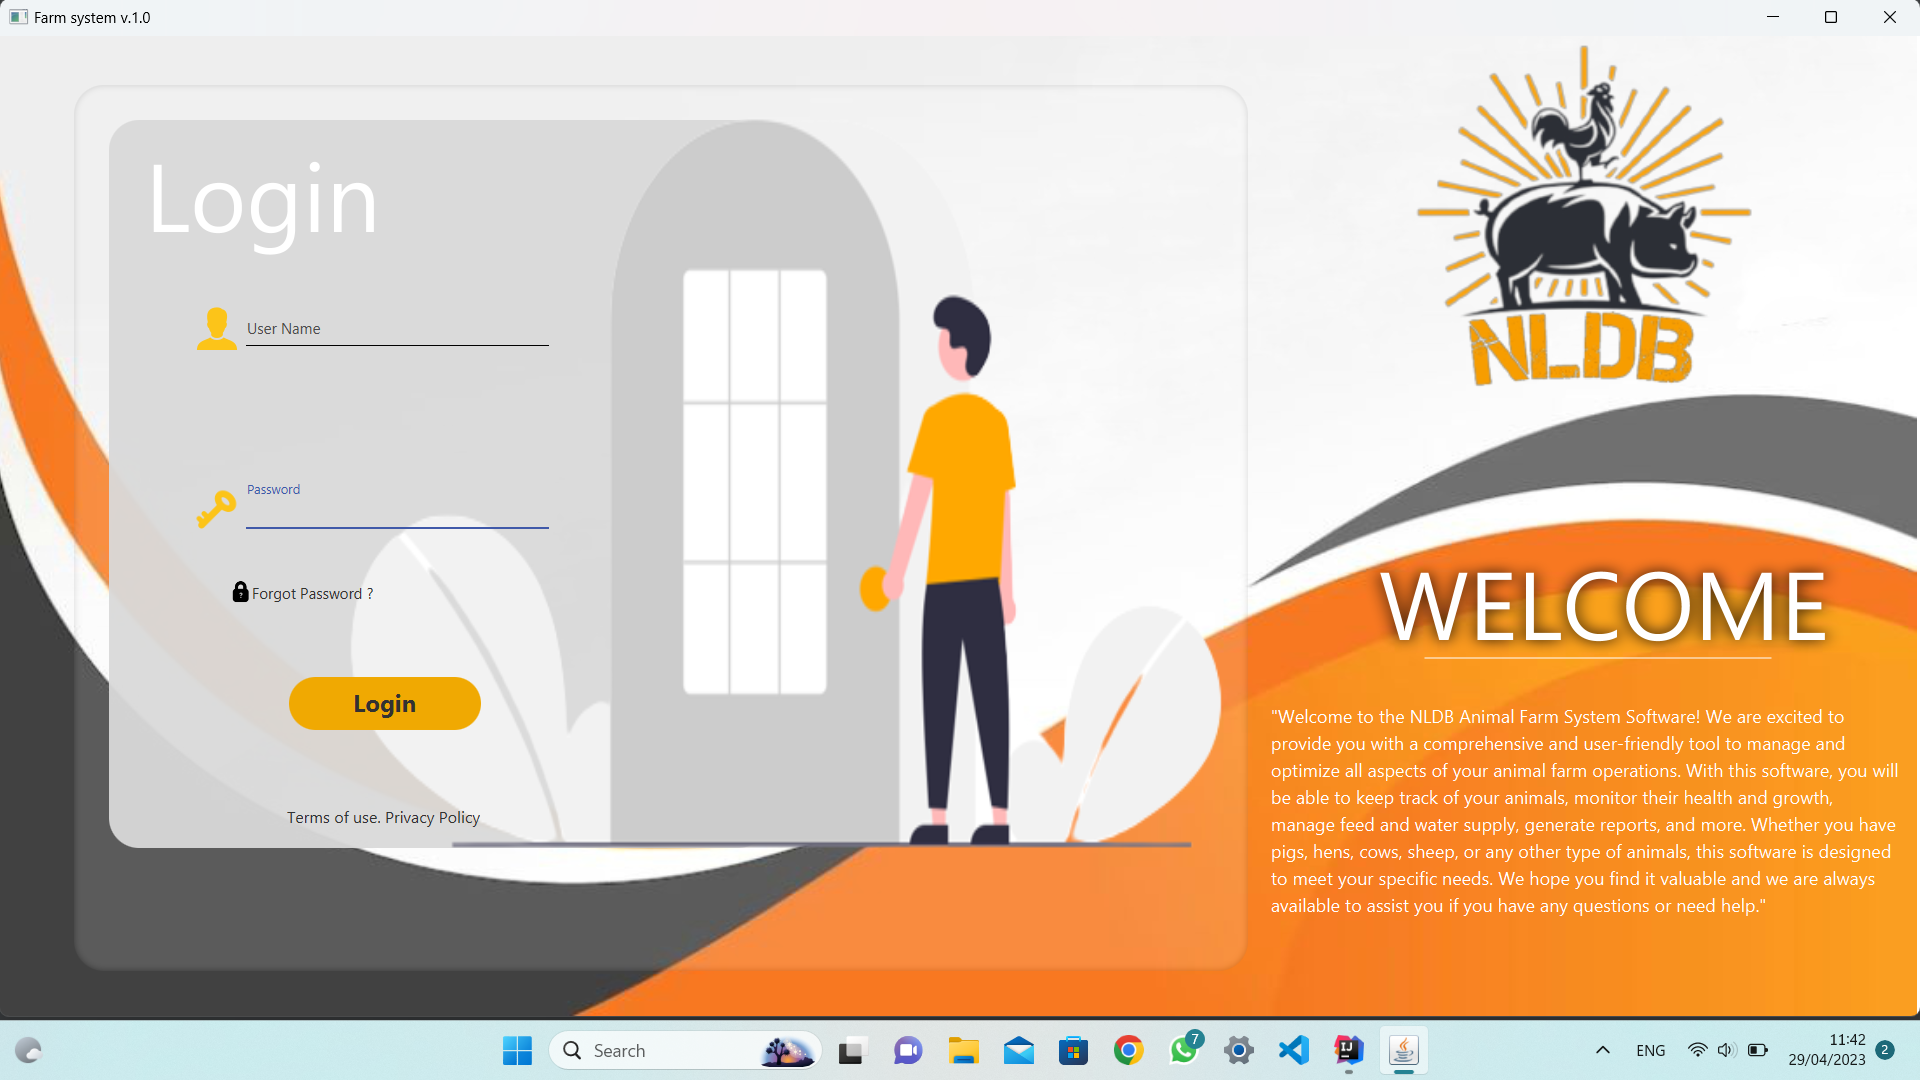 Farm system v.1.0
Login
User Name
Password
Forgot Password ?
Login
Terms of use. Privacy Policy
NLDB
WELCOME
"Welcome to the NLDB Animal Farm System Software! We are excited to
provide you with a comprehensive and user-friendly tool to manage and
optimize all aspects of your animal farm operations. With this software, you will
be able to keep track of your animals, monitor their health and growth,
manage feed and water supply, generate reports, and more. Whether you have
pigs, hens, cows, sheep, or any other type of animals, this software is designed
to meet your specific needs. We hope you find it valuable and we are always
available to assist you if you have any questions or need help."
Search
7
ENG
11:42
29/04/2023
2